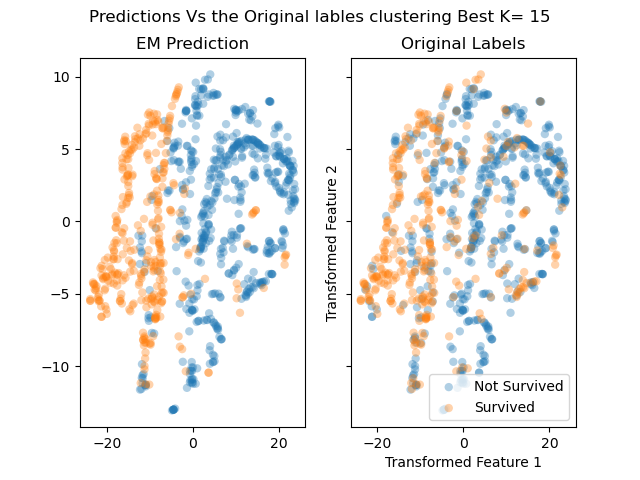 Predictions Vs the Original lables clustering Best K= 15
EM Prediction
Original Labels
10
5
0
−5
−10
−20
0
20
Transformed Feature 2
−20
0
20
Transformed Feature 1
Not Survived
Survived